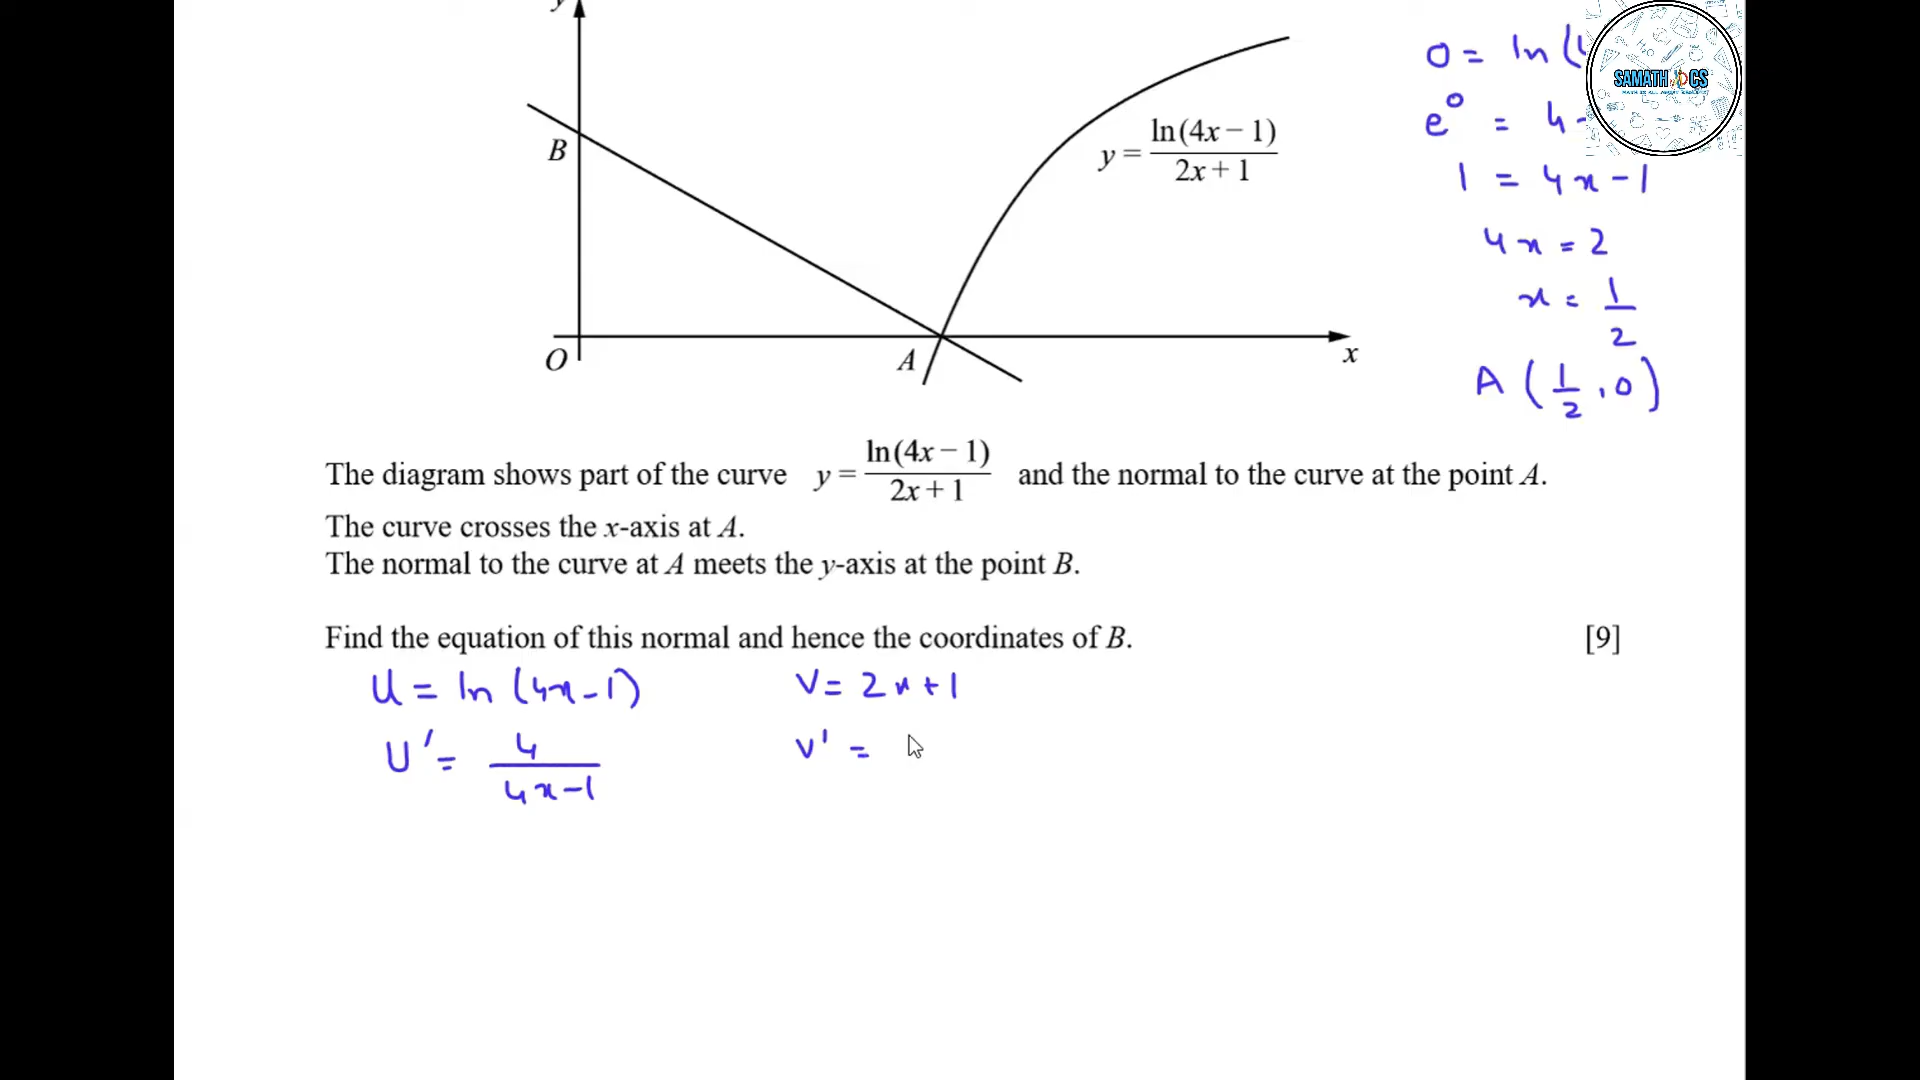 y
0 = ln (4
SAMATH DCS
e⁰ = 4-
y = ln(4x − 1) / 2x + 1
1 = 4x - 1
B
4x = 2
x = 1/2
O
A
x
A (1/2, 0)
The diagram shows part of the curve y = ln(4x − 1) / 2x + 1 and the normal to the curve at the point A.
The curve crosses the x-axis at A.
The normal to the curve at A meets the y-axis at the point B.
Find the equation of this normal and hence the coordinates of B. [9]
U = ln (4x-1) V = 2x + 1
U' = 4 / 4x-1 V' =